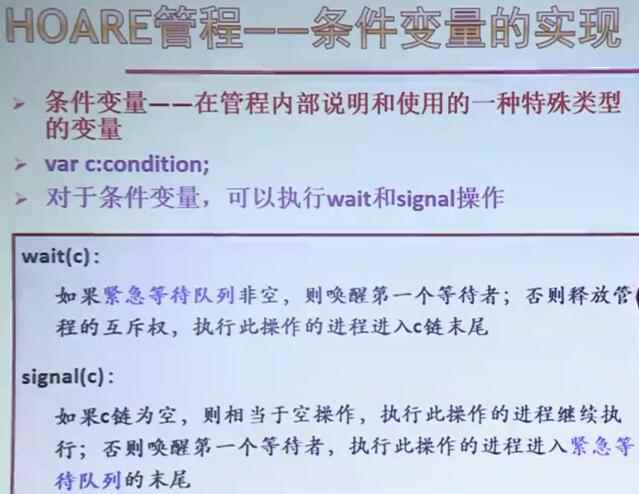 HOARE管程——条件变量的实现
条件变量——在管程内部说明和使用的一种特殊类型
的变量
var c:condition;
对于条件变量，可以执行wait和signal操作
wait(c)：
如果紧急等待队列非空，则唤醒第一个等待者；否则释放管
程的互斥权，执行此操作的进程进入c链末尾
signal(c)：
如果c链为空，则相当于空操作，执行此操作的进程继续执
行；否则唤醒第一个等待者，执行此操作的进程进入紧急等
待队列的末尾